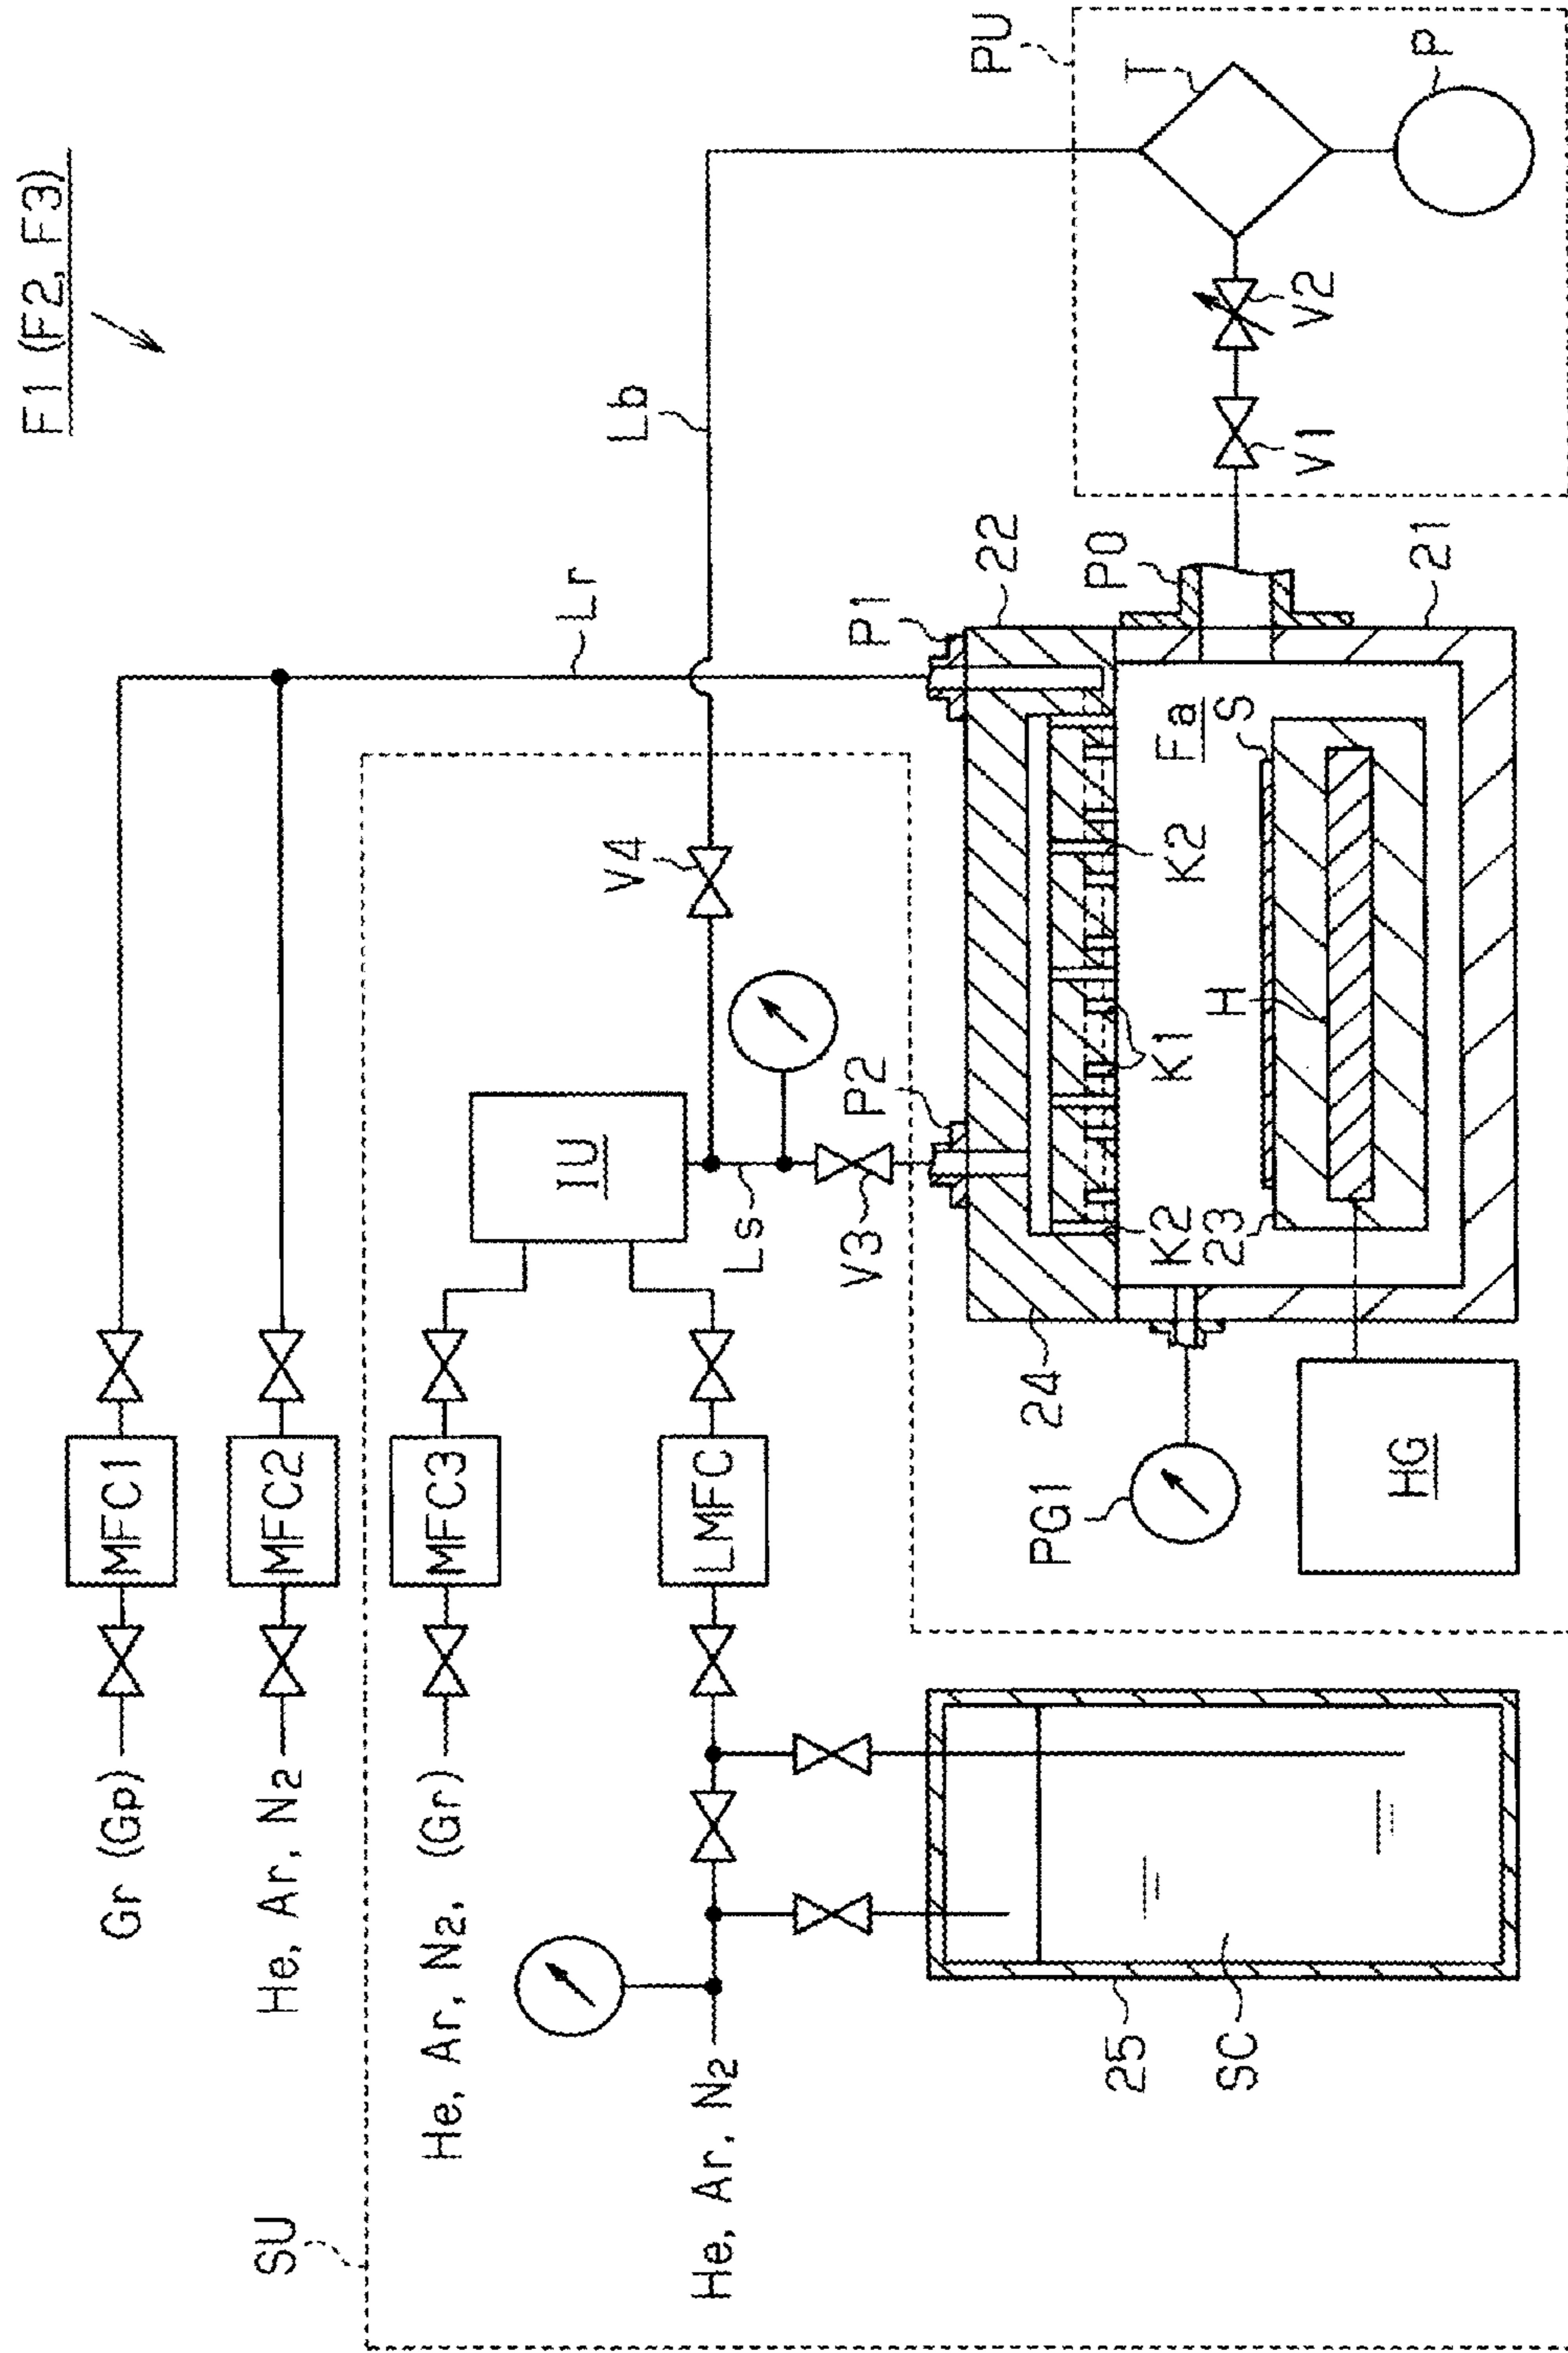 F1 (F2, F3)
Gr (Gp)
MFC1
He, Ar, N2
MFC2
Lr
SU
He, Ar, N2, (Gr)
MFC3
IU
Lb
He, Ar, N2
LMFC
V4
Ls
V3
P2
P1
22
PU
T
P
V2
V1
P0
21
PG1
24
K2
K1
K2
Fa
S
23
H
HG
25
SC